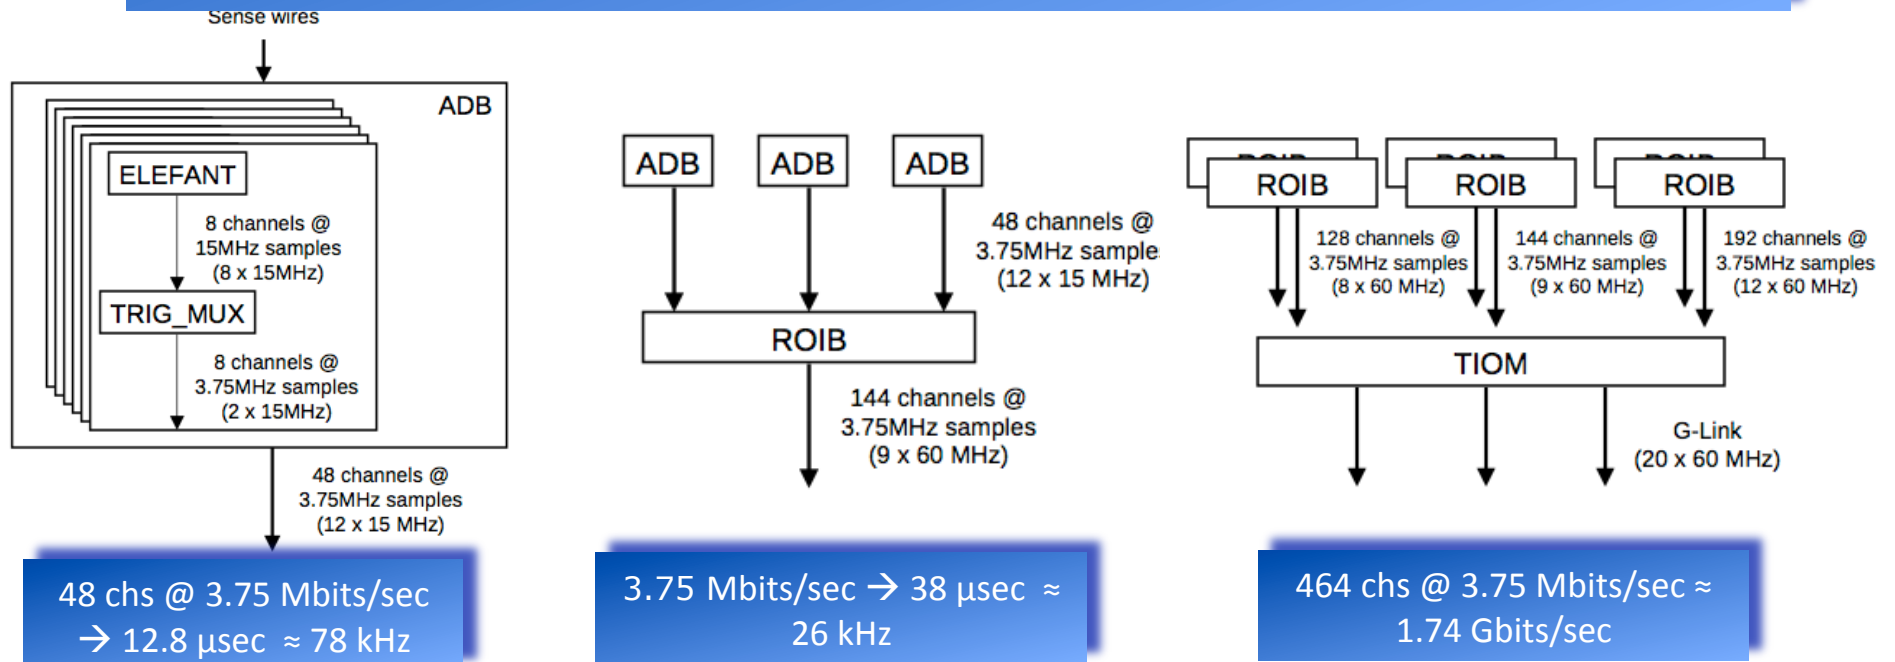 Sense wires
ADB
ELEFANT
8 channels @
15MHz samples
(8 x 15MHz)
TRIG_MUX
8 channels @
3.75MHz samples
(2 x 15MHz)
48 channels @
3.75MHz samples
(12 x 15 MHz)
48 chs @ 3.75 Mbits/sec
→ 12.8 μsec ≈ 78 kHz
ADB
ADB
ADB
48 channels @
3.75MHz sample
(12 x 15 MHz)
ROIB
144 channels @
3.75MHz samples
(9 x 60 MHz)
3.75 Mbits/sec → 38 μsec ≈
26 kHz
ROIB
ROIB
ROIB
ROIB
ROIB
ROIB
128 channels @
3.75MHz samples
(8 x 60 MHz)
144 channels @
3.75MHz samples
(9 x 60 MHz)
192 channels @
3.75MHz samples
(12 x 60 MHz)
TIOM
G-Link
(20 x 60 MHz)
464 chs @ 3.75 Mbits/sec ≈
1.74 Gbits/sec